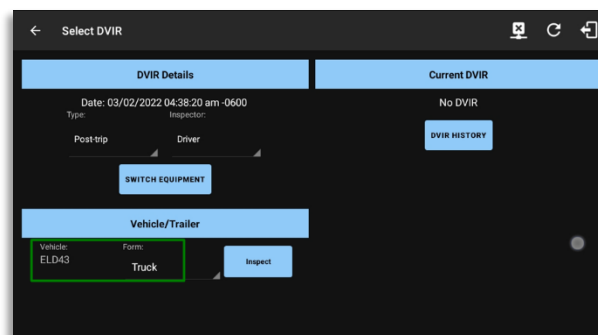 Select DVIR
DVIR Details
Date: 03/02/2022 04:38:20 am -0600
Type: Inspector:
Post-trip Driver
SWITCH EQUIPMENT
Vehicle/Trailer
Vehicle: Form:
ELD43 Truck
Inspect
Current DVIR
No DVIR
DVIR HISTORY